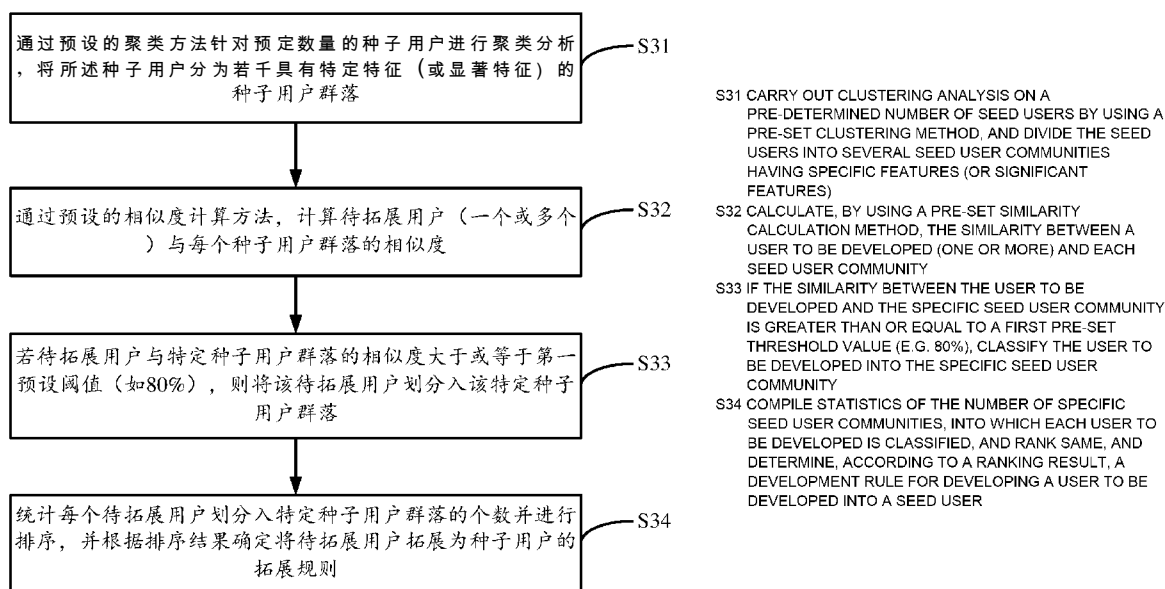 通过预设的聚类方法针对预定数量的种子用户进行聚类分析
，将所述种子用户分为若干具有特定特征（或显著特征）的
种子用户群落
S31
通过预设的相似度计算方法，计算待拓展用户（一个或多个
）与每个种子用户群落的相似度
S32
若待拓展用户与特定种子用户群落的相似度大于或等于第一
预设阈值（如80%），则将该待拓展用户划分入该特定种子
用户群落
S33
统计每个待拓展用户划分入特定种子用户群落的个数并进行
排序，并根据排序结果确定将待拓展用户拓展为种子用户的
拓展规则
S34
S31 CARRY OUT CLUSTERING ANALYSIS ON A
PRE-DETERMINED NUMBER OF SEED USERS BY USING A
PRE-SET CLUSTERING METHOD, AND DIVIDE THE SEED
USERS INTO SEVERAL SEED USER COMMUNITIES
HAVING SPECIFIC FEATURES (OR SIGNIFICANT
FEATURES)
S32 CALCULATE, BY USING A PRE-SET SIMILARITY
CALCULATION METHOD, THE SIMILARITY BETWEEN A
USER TO BE DEVELOPED (ONE OR MORE) AND EACH
SEED USER COMMUNITY
S33 IF THE SIMILARITY BETWEEN THE USER TO BE
DEVELOPED AND THE SPECIFIC SEED USER COMMUNITY
IS GREATER THAN OR EQUAL TO A FIRST PRE-SET
THRESHOLD VALUE (E.G. 80%), CLASSIFY THE USER TO
BE DEVELOPED INTO THE SPECIFIC SEED USER
COMMUNITY
S34 COMPILE STATISTICS OF THE NUMBER OF SPECIFIC
SEED USER COMMUNITIES, INTO WHICH EACH USER TO
BE DEVELOPED IS CLASSIFIED, AND RANK SAME, AND
DETERMINE, ACCORDING TO A RANKING RESULT, A
DEVELOPMENT RULE FOR DEVELOPING A USER TO BE
DEVELOPED INTO A SEED USER